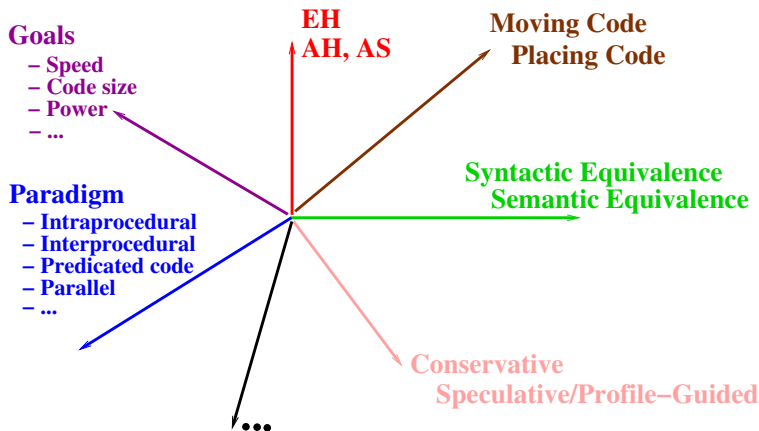 Goals
– Speed
– Code size
– Power
– ...
EH
AH, AS
Moving Code
Placing Code
Syntactic Equivalence
Semantic Equivalence
Paradigm
– Intraprocedural
– Interprocedural
– Predicated code
– Parallel
– ...
Conservative
Speculative/Profile–Guided
...